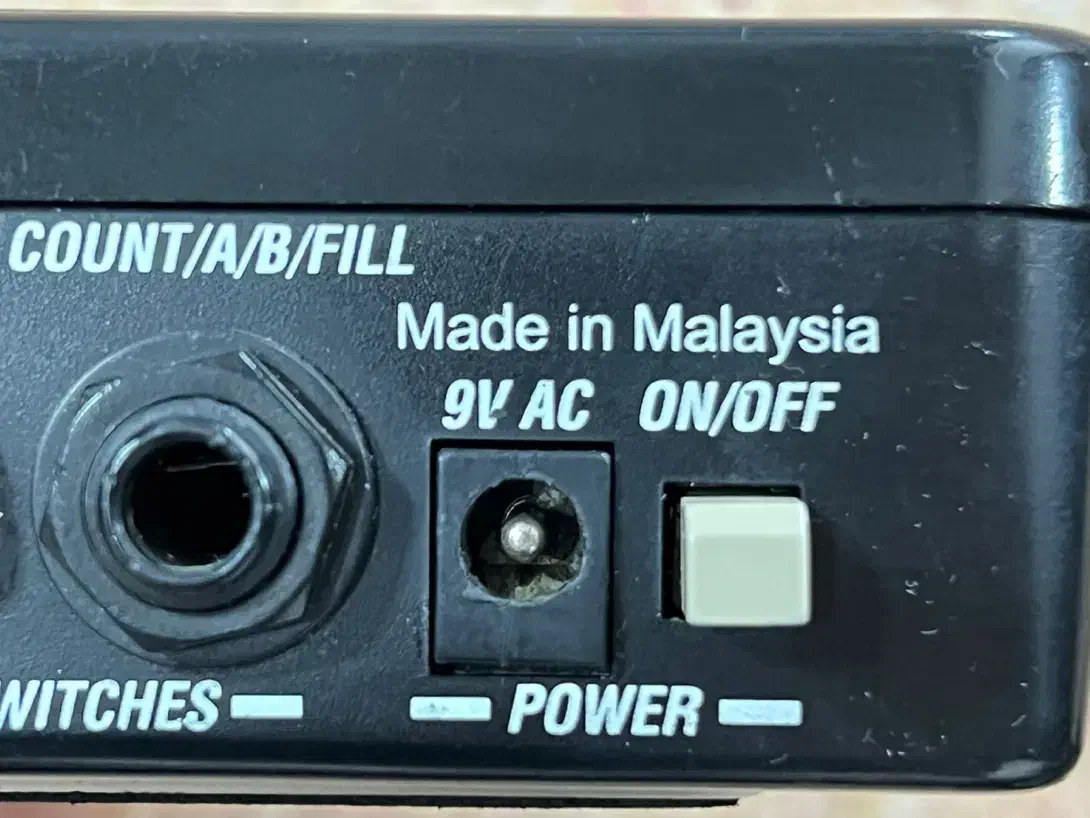 COUNT/A/B/FILL
Made in Malaysia
9V AC ON/OFF
WITCHES
POWER